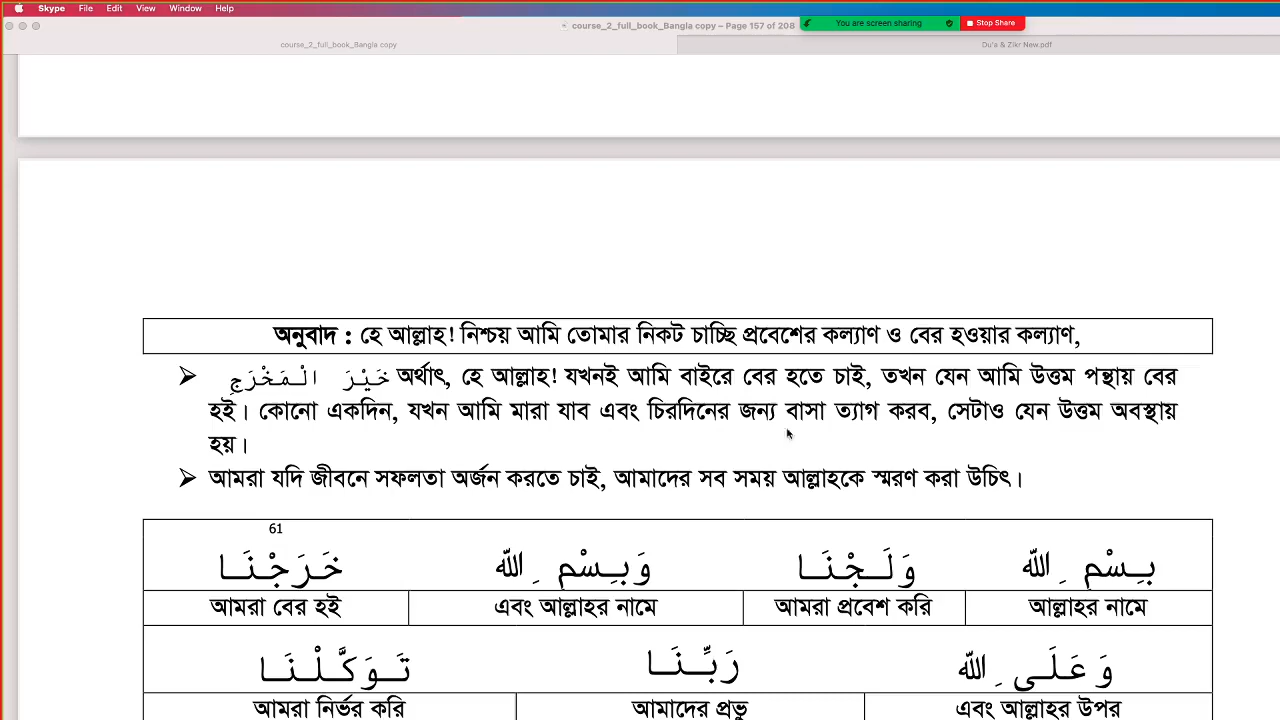 Skype File Edit View Window Help
course_2_full_book_Bangla copy – Page 157 of 208
You are screen sharing
Stop Share
course_2_full_book_Bangla copy
Du'a & Zikr New.pdf
অনুবাদ : হে আল্লাহ! নিশ্চয় আমি তোমার নিকট চাচ্ছি প্রবেশের কল্যাণ ও বের হওয়ার কল্যাণ,
➢ خَيْرَ الْمَخْرَجِ অর্থাৎ, হে আল্লাহ! যখনই আমি বাইরে বের হতে চাই, তখন যেন আমি উত্তম পন্থায় বের
হই। কোনো একদিন, যখন আমি মারা যাব এবং চিরদিনের জন্য বাসা ত্যাগ করব, সেটাও যেন উত্তম অবস্থায়
হয়।
➢ আমরা যদি জীবনে সফলতা অর্জন করতে চাই, আমাদের সব সময় আল্লাহকে স্মরণ করা উচিৎ।
61
بِسْمِ اللهِ وَلَجْنَا وَبِسْمِ اللهِ خَرَجْنَا
আমরা বের হই এবং আল্লাহর নামে আমরা প্রবেশ করি আল্লাহর নামে
وَعَلَى اللهِ رَبِّنَا تَوَكَّلْنَا
আমরা নির্ভর করি আমাদের প্রভু এবং আল্লাহর উপর